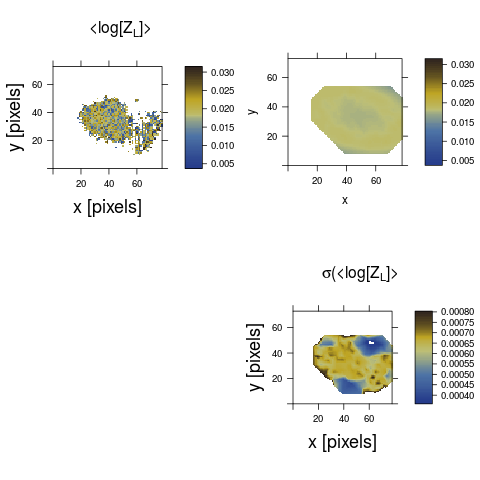 <log[Z_L]>
0.030
0.025
0.020
0.015
0.010
0.005
60
40
20
y [pixels]
20 40 60
x [pixels]
0.030
0.025
0.020
0.015
0.010
0.005
60
40
20
y
20 40 60
x
σ(<log[Z_L]>
0.00080
0.00075
0.00070
0.00065
0.00060
0.00055
0.00050
0.00045
0.00040
60
40
20
y [pixels]
20 40 60
x [pixels]